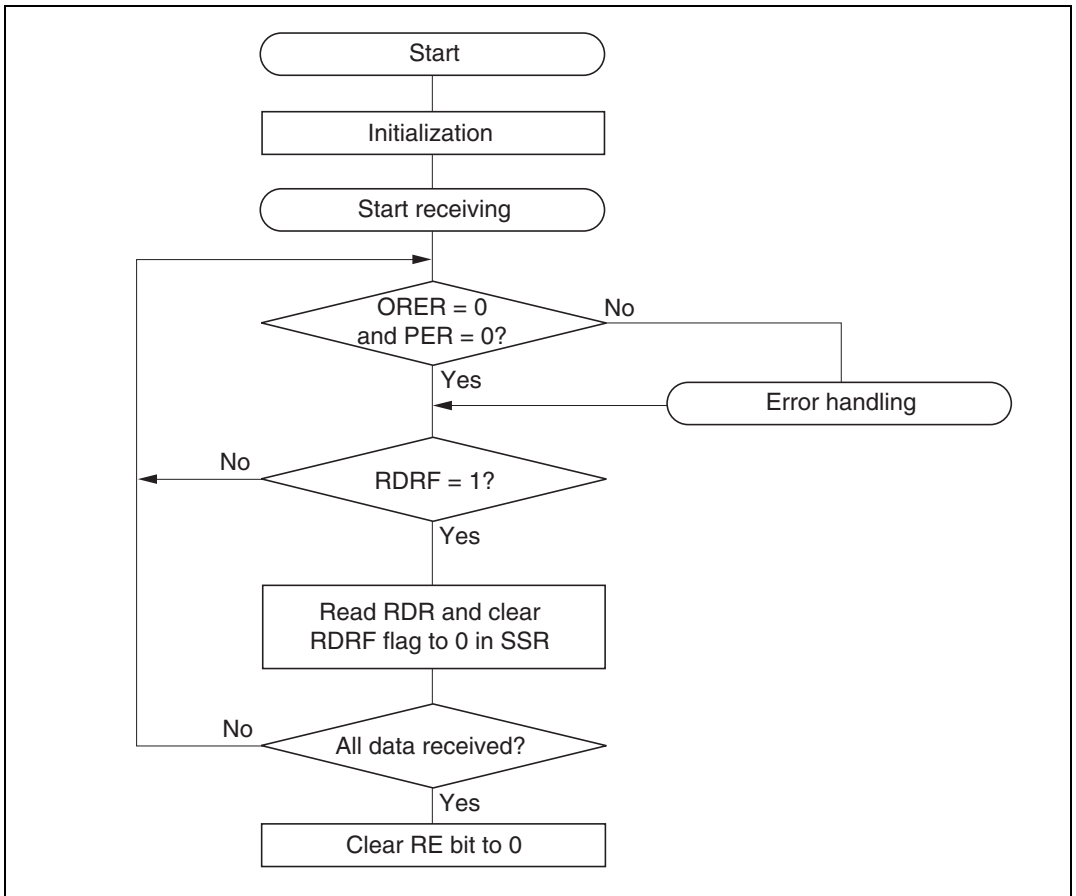 Start
Initialization
Start receiving
ORER = 0
and PER = 0?
No
Yes
Error handling
No
RDRF = 1?
Yes
Read RDR and clear
RDRF flag to 0 in SSR
No
All data received?
Yes
Clear RE bit to 0